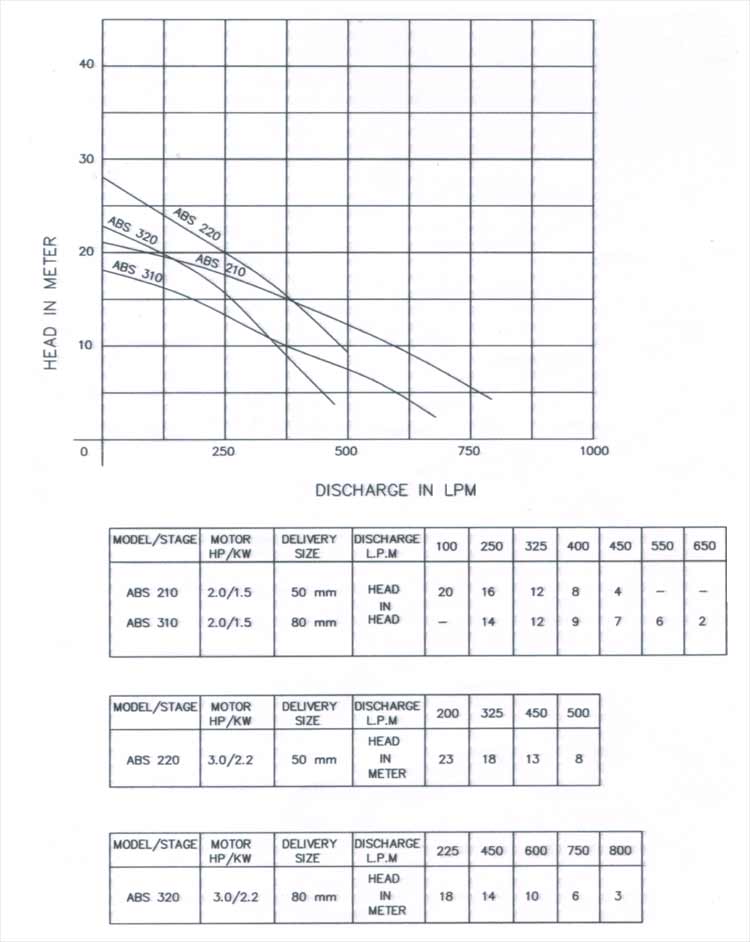 40
30
20
10
0
250
500
750
1000
HEAD IN METER
DISCHARGE IN LPM
ABS 220
ABS 320
ABS 210
ABS 310
MODEL/STAGE MOTOR HP/KW DELIVERY SIZE DISCHARGE L.P.M 100 250 325 400 450 550 650
ABS 210 2.0/1.5 50 mm HEAD 20 16 12 8 4 – –
IN
ABS 310 2.0/1.5 80 mm HEAD – 14 12 9 7 6 2
MODEL/STAGE MOTOR HP/KW DELIVERY SIZE DISCHARGE L.P.M 200 325 450 500
ABS 220 3.0/2.2 50 mm HEAD IN METER 23 18 13 8
MODEL/STAGE MOTOR HP/KW DELIVERY SIZE DISCHARGE L.P.M 225 450 600 750 800
ABS 320 3.0/2.2 80 mm HEAD IN METER 18 14 10 6 3